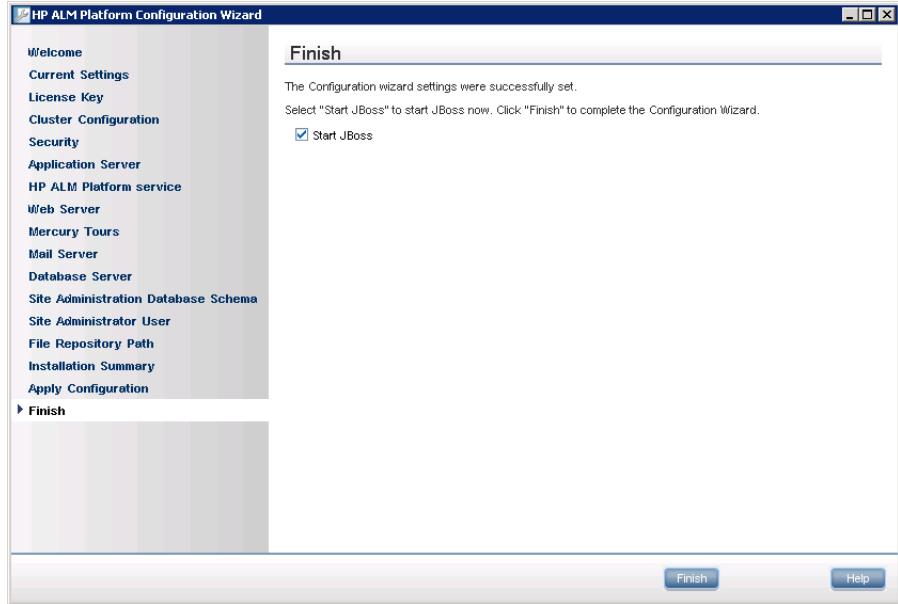 HP ALM Platform Configuration Wizard
Welcome
Current Settings
License Key
Cluster Configuration
Security
Application Server
HP ALM Platform service
Web Server
Mercury Tours
Mail Server
Database Server
Site Administration Database Schema
Site Administrator User
File Repository Path
Installation Summary
Apply Configuration
Finish
Finish
The Configuration wizard settings were successfully set.
Select "Start JBoss" to start JBoss now. Click "Finish" to complete the Configuration Wizard.
Start JBoss
Finish
Help